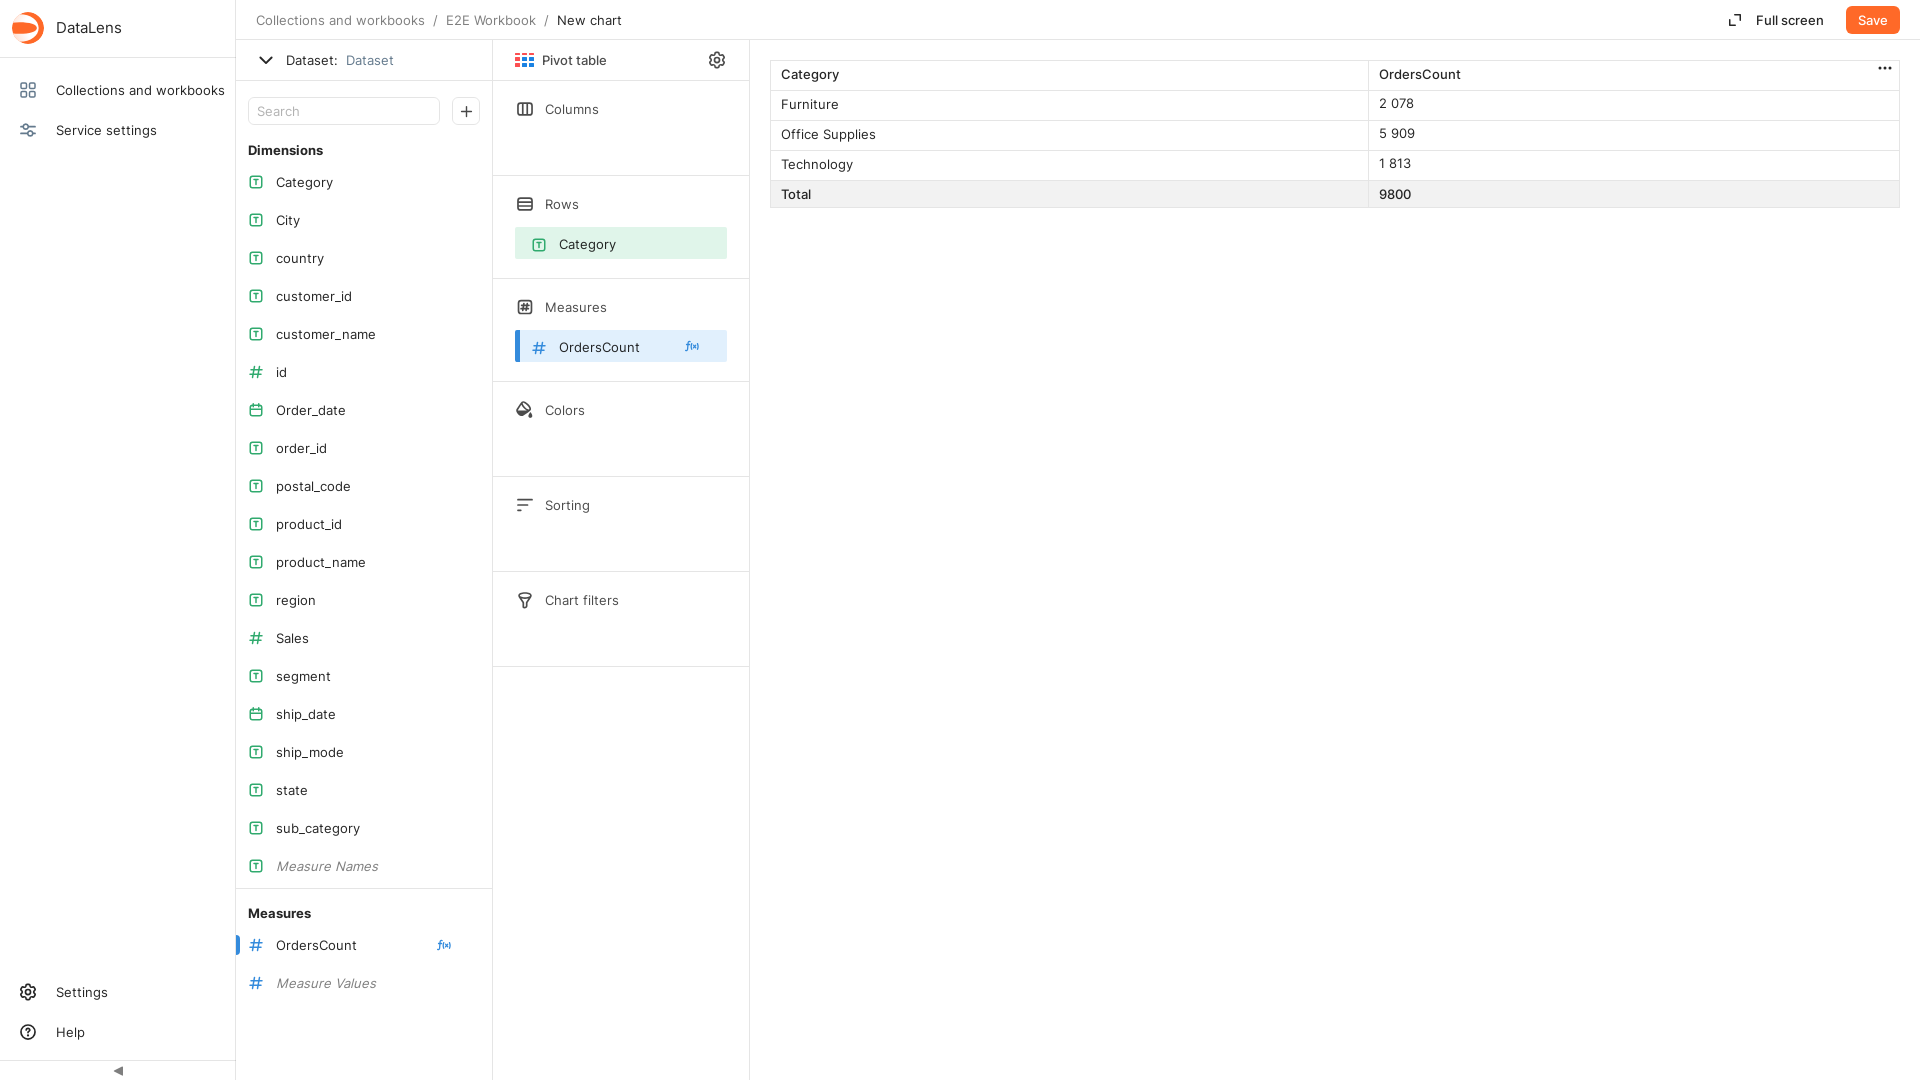 DataLens
Collections and workbooks
Service settings
Settings
Help
Collections and workbooks / E2E Workbook / New chart
Full screen
Save
Dataset: Dataset
Search
Dimensions
Category
City
country
customer_id
customer_name
id
Order_date
order_id
postal_code
product_id
product_name
region
Sales
segment
ship_date
ship_mode
state
sub_category
Measure Names
Measures
OrdersCount f(x)
Measure Values
Pivot table
Columns
Rows
Category
Measures
OrdersCount f(x)
Colors
Sorting
Chart filters
Category OrdersCount
Furniture 2 078
Office Supplies 5 909
Technology 1 813
Total 9800